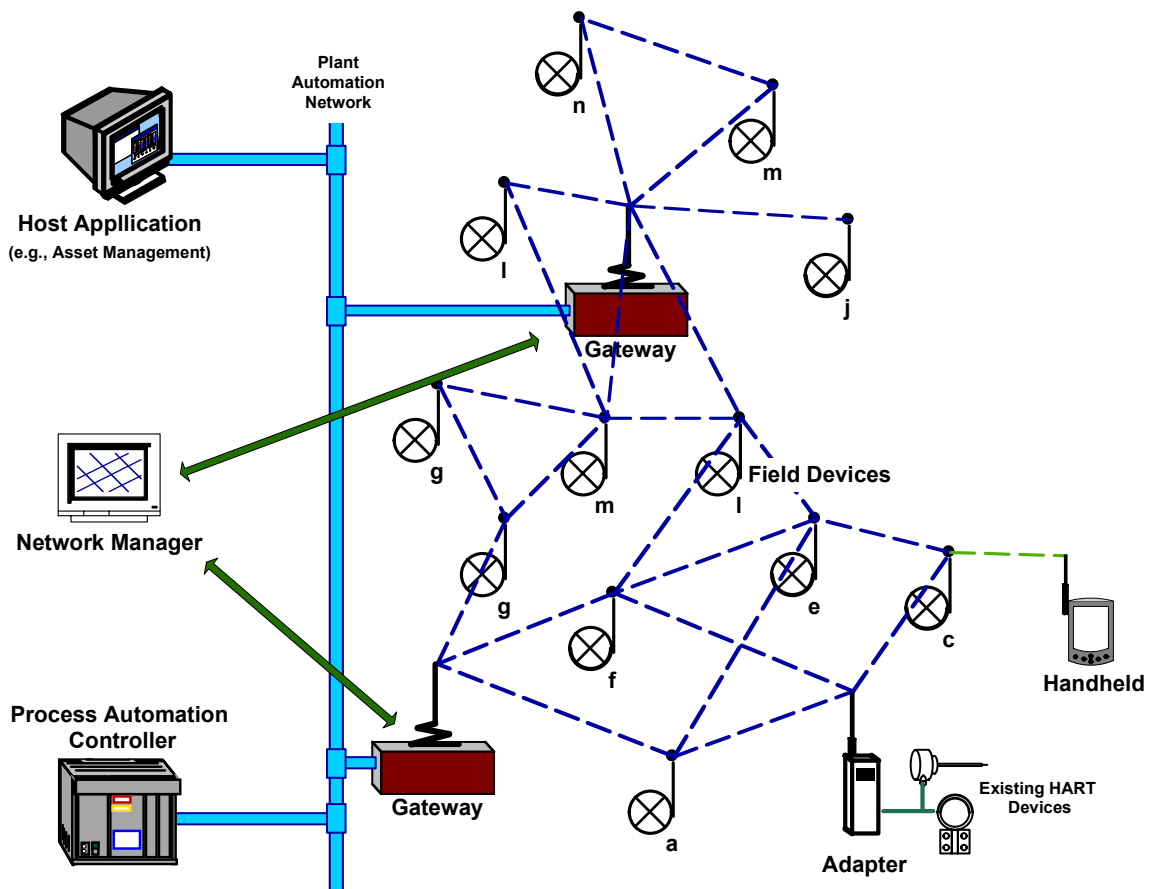 Plant
Automation
Network
n
m
Host Appllication
(e.g., Asset Management)
l
j
Gateway
g
m
l
Field Devices
Network Manager
g
e
c
f
Handheld
Process Automation
Controller
Gateway
a
Existing HART
Devices
Adapter